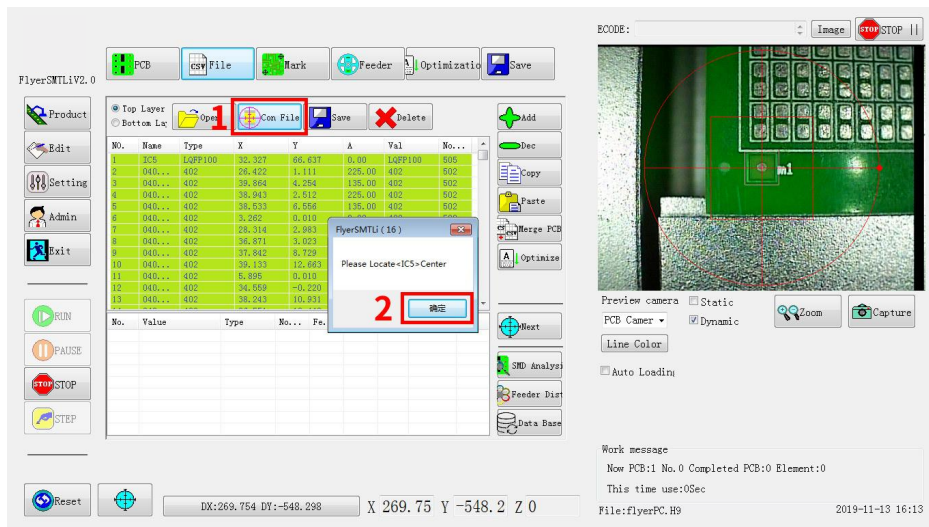 FlyerSMTLiV2.0
PCB
csv File
Mark
Feeder
Optimizatio
Save
ECODE:
Image
STOP STOP ||
Product
Edit
Setting
Admin
Exit
RUN
PAUSE
STOP STOP
STEP
Reset
Top Layer
Bottom La
Open
1
Con File
Save
Delete
NO. Name Type X Y A Val No...
1 IC5 LQFP100 32.327 66.637 0.00 LQFP100 505
2 040... 402 26.422 1.111 225.00 402 502
3 040... 402 39.864 4.254 135.00 402 502
4 040... 402 38.943 2.512 225.00 402 502
5 040... 402 38.533 6.556 135.00 402 502
6 040... 402 3.262 0.010
7 040... 402 28.314 2.983
8 040... 402 36.871 3.023
9 040... 402 37.842 8.729
10 040... 402 39.133 12.663
11 040... 402 5.895 0.010
12 040... 402 34.559 -0.220
13 040... 402 38.243 10.931
FlyerSMTLi (16)
Please Locate<IC5>Center
2
确定
No. Value Type No... Fe.
Add
Dec
Copy
Paste
Merge PCB
Optimize
Next
SMD Analysi
Feeder Dist
Data Base
m1
Preview camera
PCB Camer
Static
Dynamic
Zoom
Capture
Line Color
Auto Loading
Work message
Now PCB:1 No.0 Completed PCB:0 Element:0
This time use:0Sec
DX:269.754 DY:-548.298
X 269.75 Y -548.2 Z 0
File:flyerPC.H9
2019-11-13 16:13